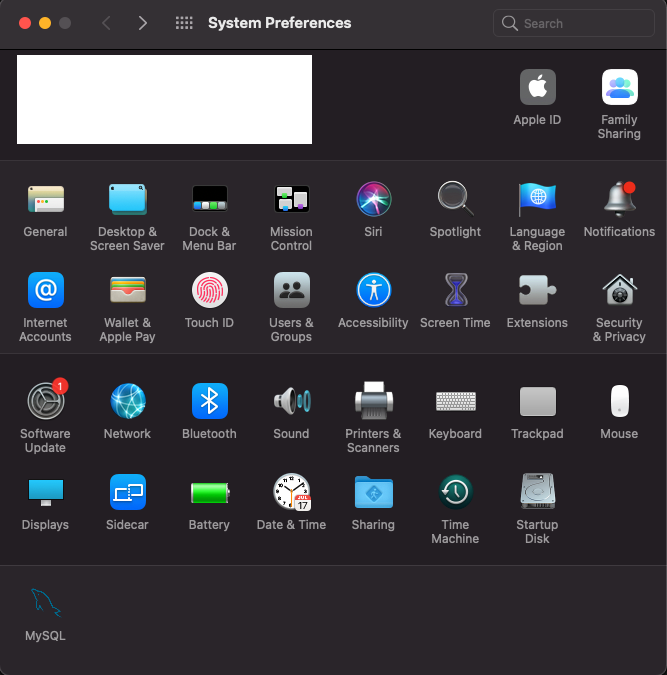 System Preferences
Search
Apple ID
Family
Sharing
General
Desktop &
Screen Saver
Dock &
Menu Bar
Mission
Control
Siri
Spotlight
Language
& Region
Notifications
@
Internet
Accounts
Wallet &
Apple Pay
Touch ID
Users &
Groups
Accessibility
Screen Time
Extensions
Security
& Privacy
1
Software
Update
Network
Bluetooth
Sound
Printers &
Scanners
Keyboard
Trackpad
Mouse
Displays
Sidecar
Battery
JUL
17
Date & Time
Sharing
Time
Machine
Startup
Disk
MySQL